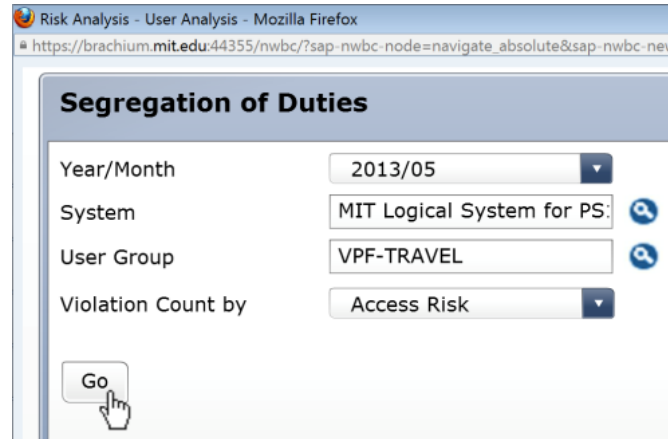 Risk Analysis - User Analysis - Mozilla Firefox
https://brachium.mit.edu:44355/nwbc/?sap-nwbc-node=navigate_absolute&sap-nwbc-nev
Segregation of Duties
Year/Month 2013/05
System MIT Logical System for PS1
User Group VPF-TRAVEL
Violation Count by Access Risk
Go